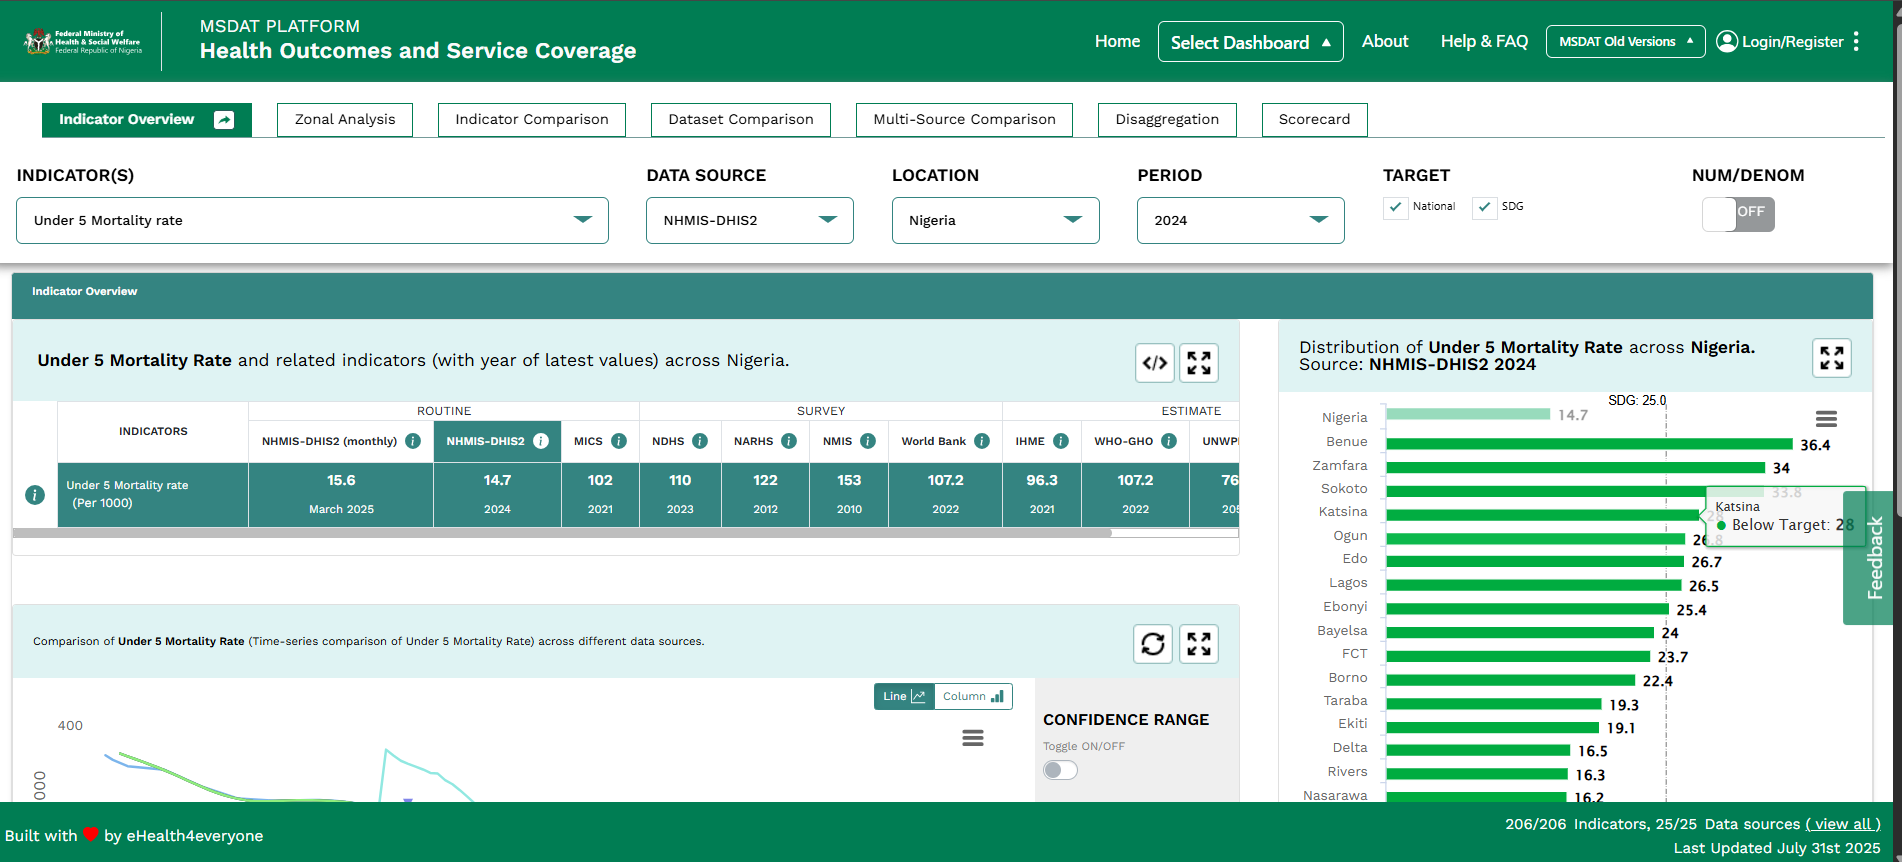 Federal Ministry of
Health & Social Welfare
Federal Republic of Nigeria
MSDAT PLATFORM
Health Outcomes and Service Coverage
Home
Select Dashboard
About
Help & FAQ
MSDAT Old Versions
Login/Register
Indicator Overview
Zonal Analysis
Indicator Comparison
Dataset Comparison
Multi-Source Comparison
Disaggregation
Scorecard
INDICATOR(S)
DATA SOURCE
LOCATION
PERIOD
TARGET
NUM/DENOM
Under 5 Mortality rate
NHMIS-DHIS2
Nigeria
2024
National
SDG
OFF
Indicator Overview
Under 5 Mortality Rate and related indicators (with year of latest values) across Nigeria.
INDICATORS
ROUTINE
SURVEY
ESTIMATE
NHMIS-DHIS2 (monthly)
NHMIS-DHIS2
MICS
NDHS
NARHS
NMIS
World Bank
IHME
WHO-GHO
UNWPI
Under 5 Mortality rate
(Per 1000)
15.6
14.7
102
110
122
153
107.2
96.3
107.2
76
March 2025
2024
2021
2023
2012
2010
2022
2021
2022
205
Comparison of Under 5 Mortality Rate (Time-series comparison of Under 5 Mortality Rate) across different data sources.
Line
Column
400
000
CONFIDENCE RANGE
Toggle ON/OFF
Distribution of Under 5 Mortality Rate across Nigeria.
Source: NHMIS-DHIS2 2024
SDG: 25.0
Nigeria 14.7
Benue 36.4
Zamfara 34
Sokoto 33.8
Katsina 28
Katsina
Below Target: 28
Ogun 26.8
Edo 26.7
Lagos 26.5
Ebonyi 25.4
Bayelsa 24
FCT 23.7
Borno 22.4
Taraba 19.3
Ekiti 19.1
Delta 16.5
Rivers 16.3
Nasarawa 16.2
Feedback
Built with by eHealth4everyone
206/206 Indicators, 25/25 Data sources ( view all )
Last Updated July 31st 2025